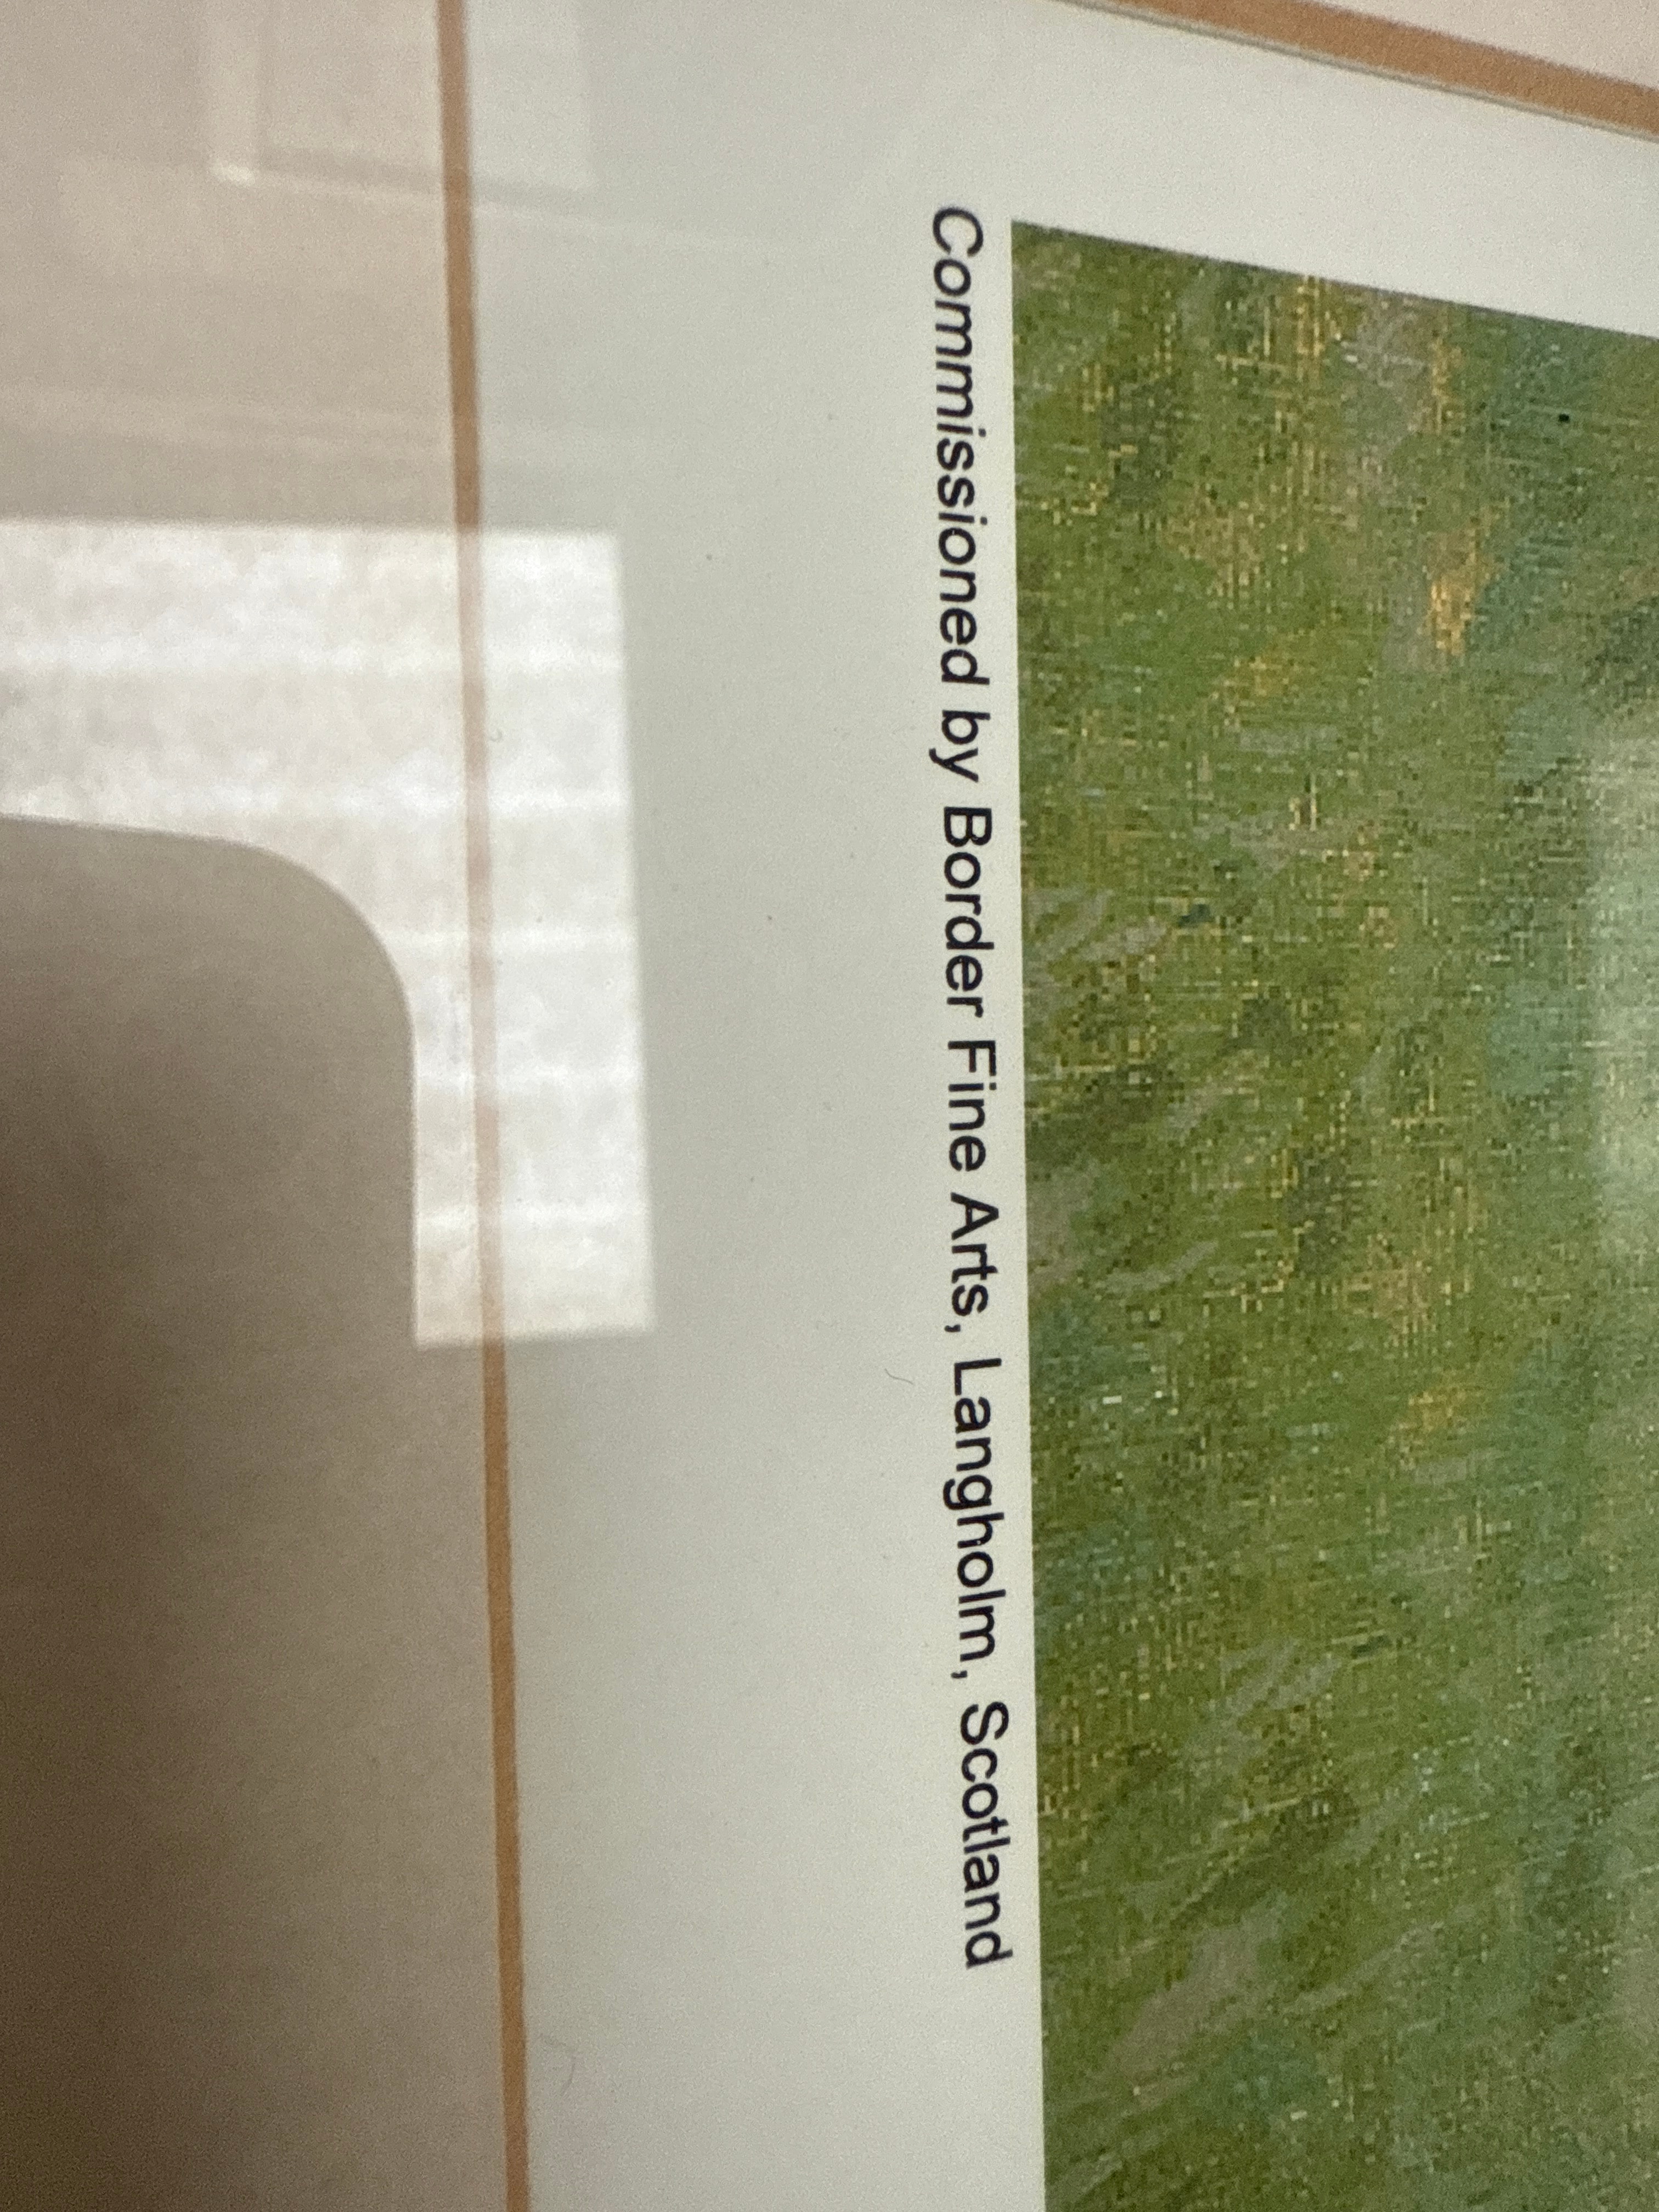 Commissioned by Border Fine Arts, Langholm, Scotland